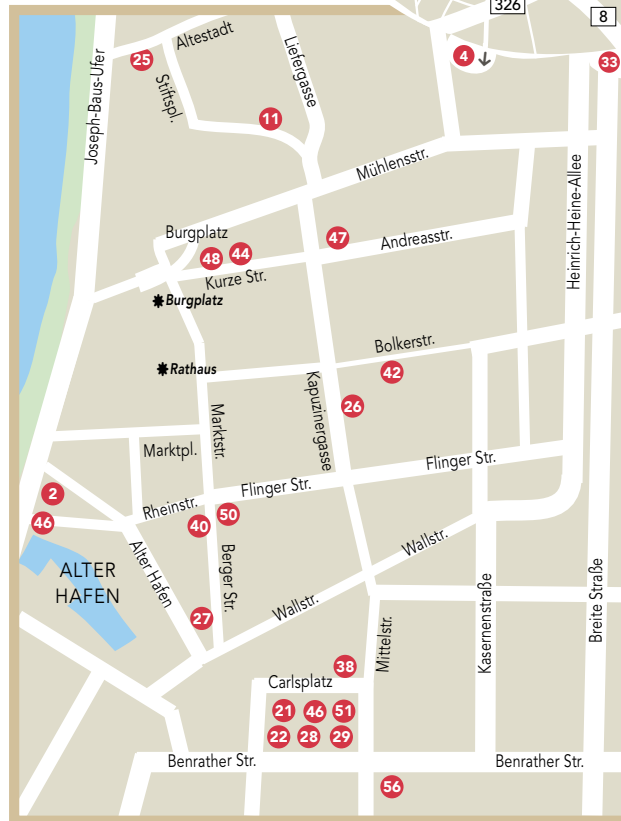 326
8
4
33
Altestadt
25
Liefergasse
Joseph-Baus-Ufer
Stiftspl.
11
Mühlensstr.
Heinrich-Heine-Allee
Burgplatz
47
Andreasstr.
48
44
Kurze Str.
Burgplatz
Bolkerstr.
Rathaus
42
Kapuzinergasse
26
Marktstr.
Marktpl.
Flinger Str.
Flinger Str.
2
Rheinstr.
50
46
40
Wallstr.
ALTER
HAFEN
Alter Hafen
Berger Str.
Wallstr.
27
Mittelstr.
Kasernenstraße
Breite Straße
38
Carlsplatz
21
46
51
22
28
29
Benrather Str.
Benrather Str.
56